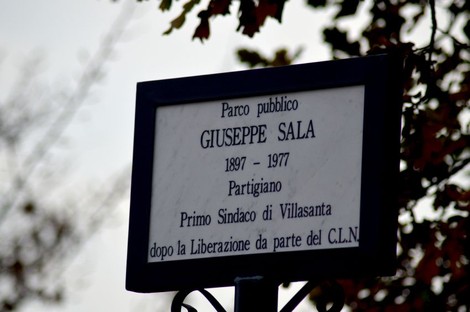 Parco pubblico
GIUSEPPE SALA
1897 - 1977
Partigiano
Primo Sindaco di Villasanta
dopo la Liberazione da parte del C.L.N.